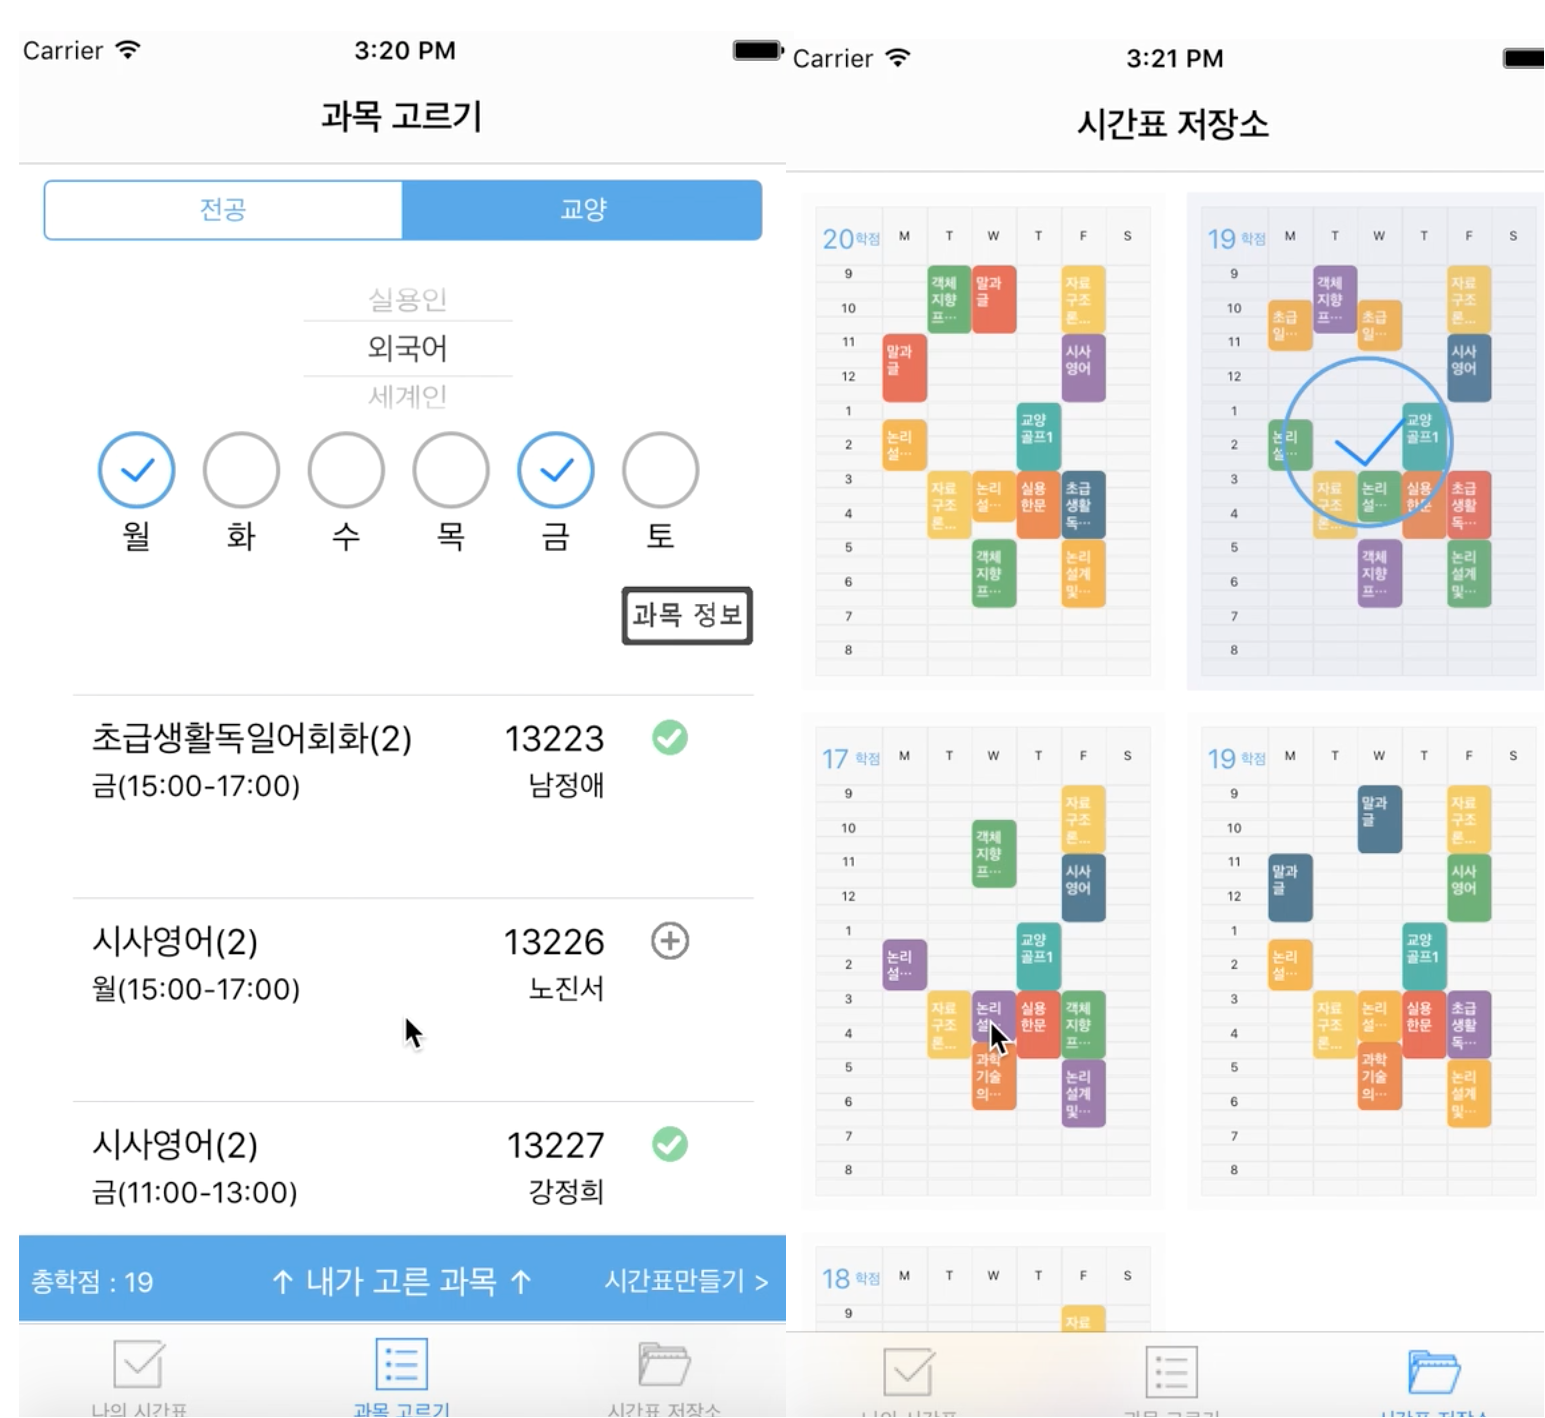 Carrier 3:20 PM
과목 고르기
전공 교양
실용인
외국어
세계인
월 화 수 목 금 토
과목 정보
초급생활독일어회화(2) 13223
금(15:00-17:00) 남정애
시사영어(2) 13226
월(15:00-17:00) 노진서
시사영어(2) 13227
금(11:00-13:00) 강정희
총학점 : 19 ↑ 내가 고른 과목 ↑ 시간표만들기 >
나의 시간표 과목 고르기 시간표 저장소
Carrier 3:21 PM
시간표 저장소
20학점 M T W T F S
9
10
11
12
1
2
3
4
5
6
7
8
객체
지향
프…
말과
글
자료
구조
론...
말과
글
시사
영어
교양
골프1
논리
설…
자료
구조
론...
논리
설…
실용
한문
초급
생활
독…
객체
지향
프…
논리
설계
및…
19 학점 M T W T F S
9
10
11
12
1
2
3
4
5
6
7
8
객체
지향
프…
자료
구조
론...
초급
일…
초급
일…
시사
영어
교양
골프1
논리
설…
자료
구조
론...
논리
설…
실용
한문
초급
생활
독…
객체
지향
프…
논리
설계
및…
17 학점 M T W T F S
9
10
11
12
1
2
3
4
5
6
7
8
자료
구조
론...
객체
지향
프…
시사
영어
교양
골프1
논리
설…
자료
구조
론...
논리
실용
한문
객체
지향
프…
과학
기술
의…
논리
설계
및…
19 학점 M T W T F S
9
10
11
12
1
2
3
4
5
6
7
8
말과
글
자료
구조
론...
말과
글
시사
영어
교양
골프1
논리
설…
자료
구조
론...
논리
설…
실용
한문
초급
생활
독…
과학
기술
의…
논리
설계
및…
18 학점 M T W T F S
9
자료
나의 시간표 과목 고르기 시간표 저장소